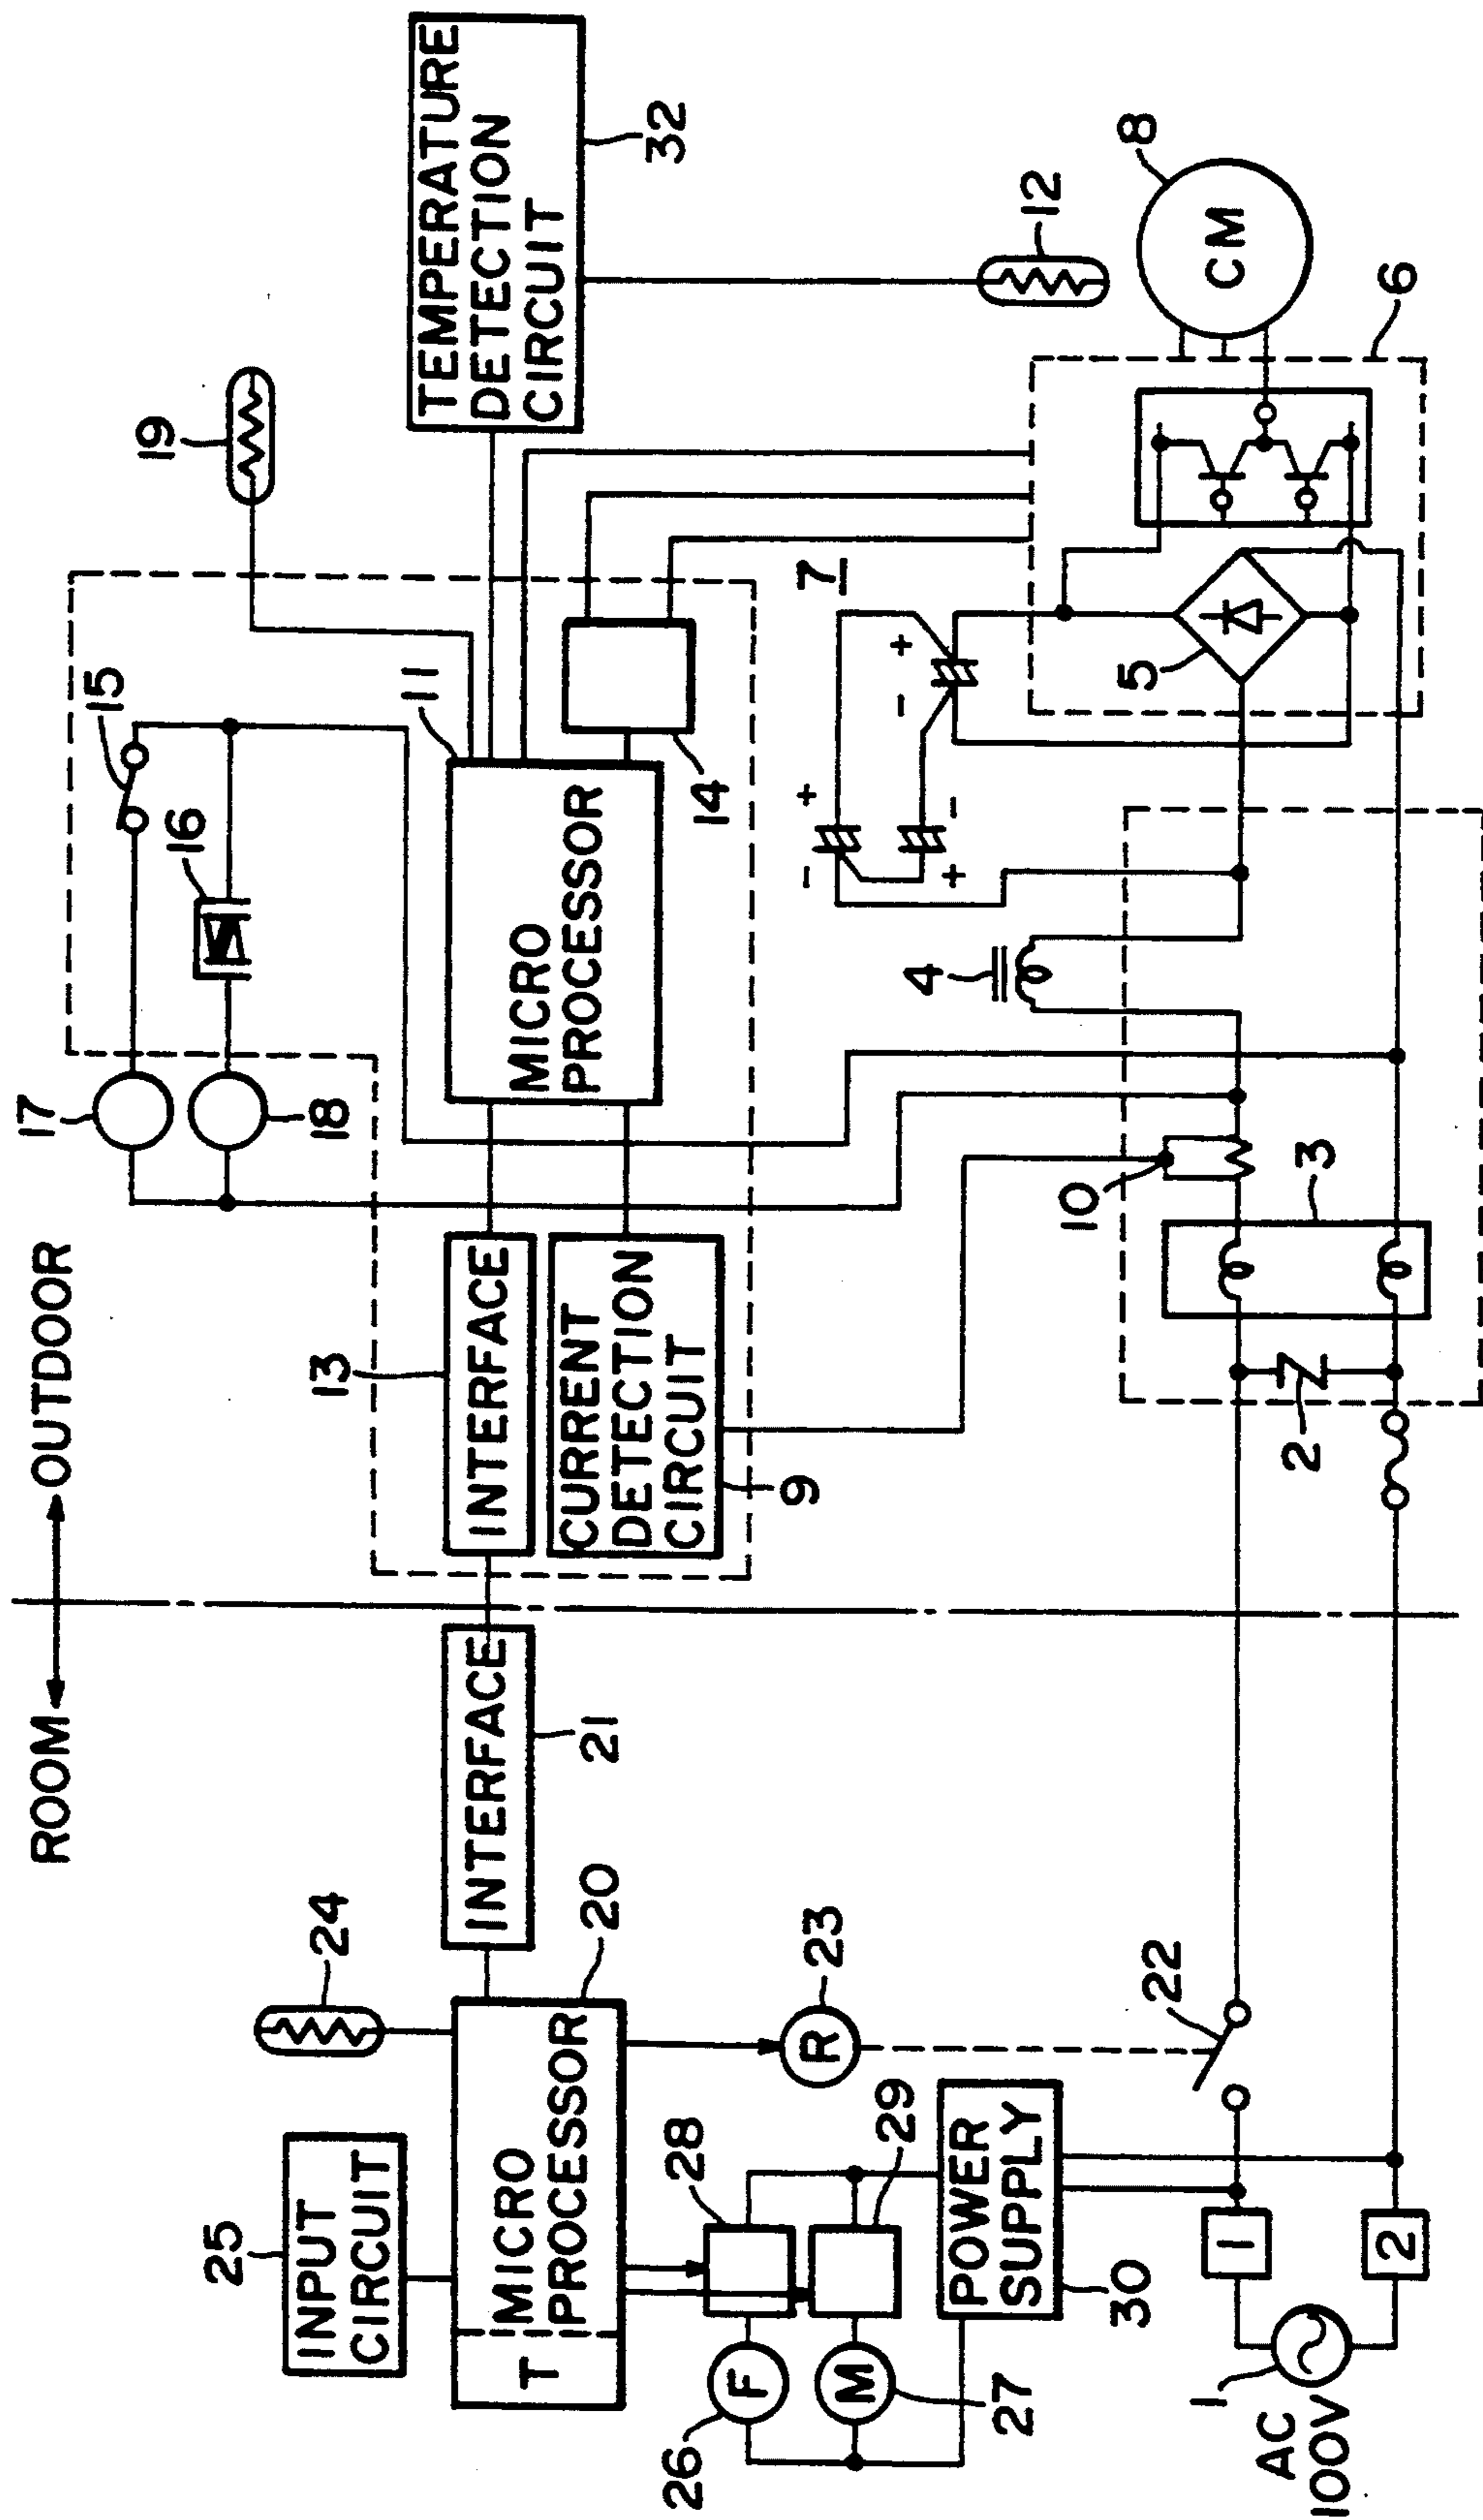 ROOM
OUTDOOR
17
15
16
18
19
25
INPUT
CIRCUIT
24
13
11
T
MICRO
PROCESSOR
20
INTERFACE
21
INTERFACE
CURRENT
DETECTION
CIRCUIT
9
MICRO
PROCESSOR
14
TEMPERATURE
DETECTION
CIRCUIT
32
26
F
28
M
27
29
R
23
POWER
SUPPLY
30
7
+
-
+
-
-
+
4
12
10
22
5
8
CM
6
3
2
1
AC
100V
1
2